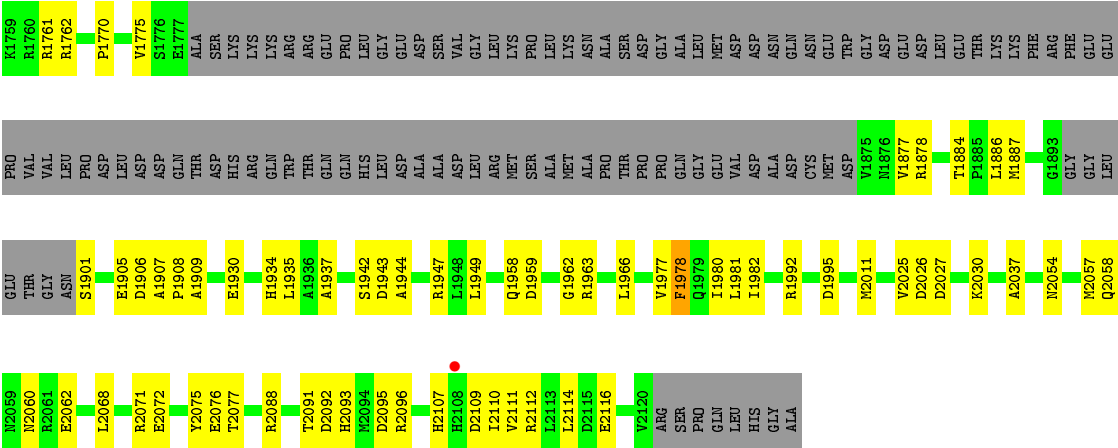 K1759 R1760 R1761 R1762 P1770 V1775 S1776 E1777 ALA SER LYS LYS LYS ARG ARG GLU PRO LEU GLY GLU ASP SER VAL GLY LEU LYS PRO LEU LYS ASN ALA SER ASP GLY ALA LEU MET ASP ASP ASN GLN ASN GLU TRP GLY ASP GLU ASP LEU GLU THR LYS LYS PHE ARG PHE GLU GLU
PRO VAL VAL LEU PRO ASP LEU ASP ASP GLN THR ASP HIS ARG GLN TRP THR GLN GLN HIS LEU ASP ALA ALA ASP LEU ARG MET SER ALA MET ALA PRO THR PRO PRO GLN GLY GLU VAL ASP ALA ASP CYS MET ASP V1875 N1876 V1877 R1878 T1884 P1885 L1886 M1887 G1893 GLY GLY LEU
GLU THR GLY ASN S1901 E1905 D1906 A1907 P1908 A1909 E1930 H1934 L1935 A1936 A1937 S1942 D1943 A1944 R1947 L1948 L1949 Q1958 D1959 G1962 R1963 L1966 V1977 F1978 Q1979 I1980 L1981 I1982 R1992 D1995 M2011 V2025 D2026 D2027 K2030 A2037 N2054 M2057 Q2058
N2059 N2060 R2061 E2062 L2068 R2071 E2072 Y2075 E2076 T2077 R2088 T2091 D2092 H2093 M2094 D2095 R2096 H2107 H2108 D2109 I2110 V2111 R2112 L2113 L2114 D2115 E2116 V2120 ARG SER PRO GLN LEU HIS GLY ALA